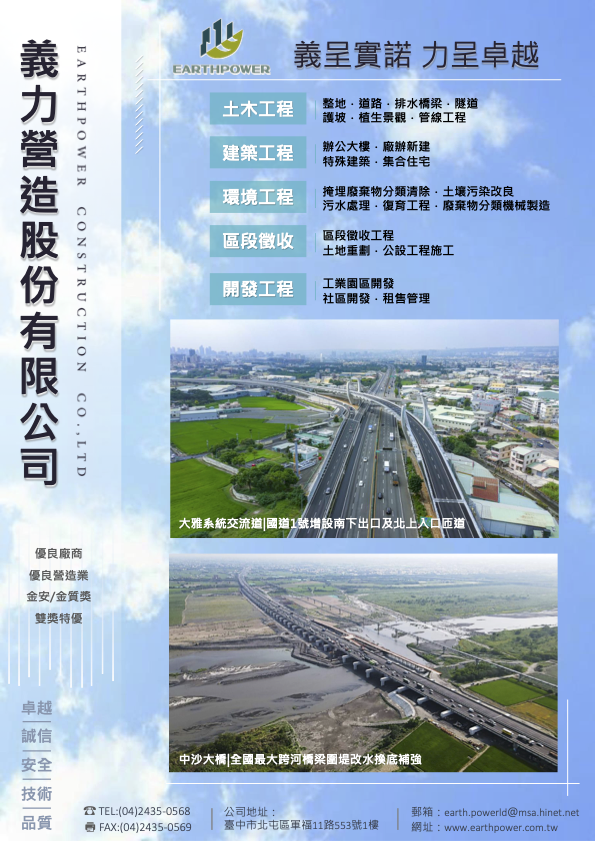 EARTHPOWER
義呈實諾 力呈卓越
義力營造股份有限公司
EARTHPOWER CONSTRUCTION CO.,LTD
土木工程
整地．道路．排水橋梁．隧道
護坡．植生景觀．管線工程
建築工程
辦公大樓．廠辦新建
特殊建築．集合住宅
環境工程
掩埋廢棄物分類清除．土壤污染改良
污水處理．復育工程．廢棄物分類機械製造
區段徵收
區段徵收工程
土地重劃．公設工程施工
開發工程
工業園區開發
社區開發．租售管理
大雅系統交流道|國道1號增設南下出口及北上入口匝道
中沙大橋|全國最大跨河橋梁圍堤改水換底補強
優良廠商
優良營造業
金安/金質獎
雙獎特優
卓越
誠信
安全
技術
品質
TEL:(04)2435-0568
FAX:(04)2435-0569
公司地址：
臺中市北屯區軍福11路553號1樓
郵箱：earth.powerld@msa.hinet.net
網址：www.earthpower.com.tw